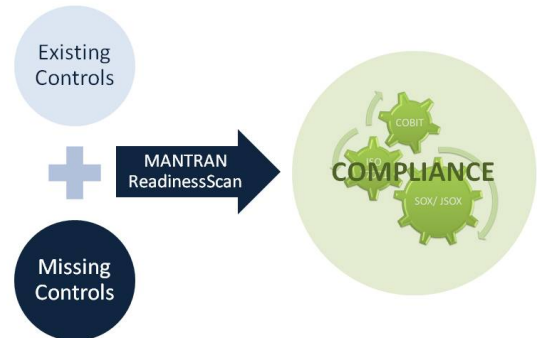 Existing
Controls
MANTRAN
ReadinessScan
Missing
Controls
COBIT
ISO
COMPLIANCE
SOX/ JSOX